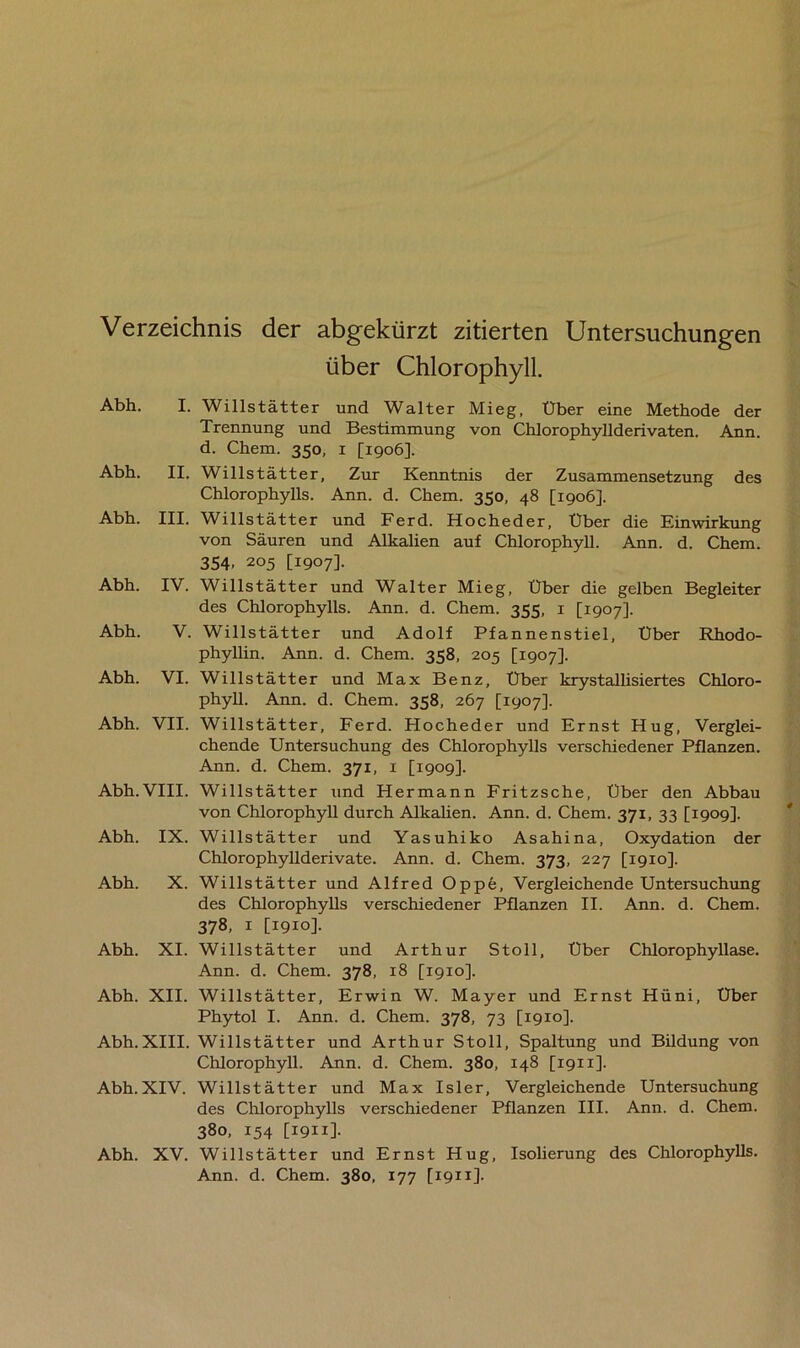 Verzeichnis der abgekürzt zitierten Untersuchungen
über Chlorophyll.
Abh. I. Willstätter und Walter Mieg, Über eine Methode der
Trennung und Bestimmung von Chlorophyllderivaten. Ann.
d. Chem. 350, 1 [1906].
Abh. II. Willstätter, Zur Kenntnis der Zusammensetzung des
Chlorophylls. Ann. d. Chem. 350, 48 [1906].
Abh. III. Willstätter und Ferd. Hocheder, Über die Einwirkung
von Säuren und Alkalien auf Chlorophyll. Ann. d. Chem.
354, 205 [1907].
Abh. IV. Willstätter und Walter Mieg, Über die gelben Begleiter
des Chlorophylls. Ann. d. Chem. 355, 1 [1907].
Abh. V. Willstätter und Adolf Pfannenstiel, Über Rhodo-
phyllin. Ann. d. Chem. 358, 205 [1907].
Abh. VI. Willstätter und Max Benz, Über krystallisiertes Chloro-
phyll. Ann. d. Chem. 358, 267 [1907].
Abh. VII. Willstätter, Ferd. Hocheder und Ernst Hug, Verglei-
chende Untersuchung des Chlorophylls verschiedener Pflanzen.
Ann. d. Chem. 371, 1 [1909].
Abh. VIII. Willstätter und Hermann Fritzsche, Über den Abbau
von Chlorophyll durch Alkalien. Ann. d. Chem. 371, 33 [1909].
Abh. IX. Willstätter und Yasuhiko Asahina, Oxydation der
Chlorophyllderivate. Ann. d. Chem. 373, 227 [1910].
Abh. X. Willstätter und Alfred Oppé, Vergleichende Untersuchung
des Chlorophylls verschiedener Pflanzen II. Ann. d. Chem.
378, 1 [1910].
Abh. XI. Willstätter und Arthur Stoll, Über Chlorophyllase.
Ann. d. Chem. 378, 18 [1910].
Abh. XII. Willstätter, Erwin W. Mayer und Ernst Hüni, Über
Phytol I. Ann. d. Chem. 378, 73 [1910].
Abh. XIII. Willstätter und Arthur Stoll, Spaltung und Bildung von
Chlorophyll. Ann. d. Chem. 380, 148 [1911].
Abh. XIV. Willstätter und Max Isler, Vergleichende Untersuchung
des Chlorophylls verschiedener Pflanzen III. Ann. d. Chem.
380, 154 [1911].
Abh. XV. Willstätter und Ernst Hug, Isolierung des Chlorophylls.
Ann. d. Chem. 380, 177 [1911].